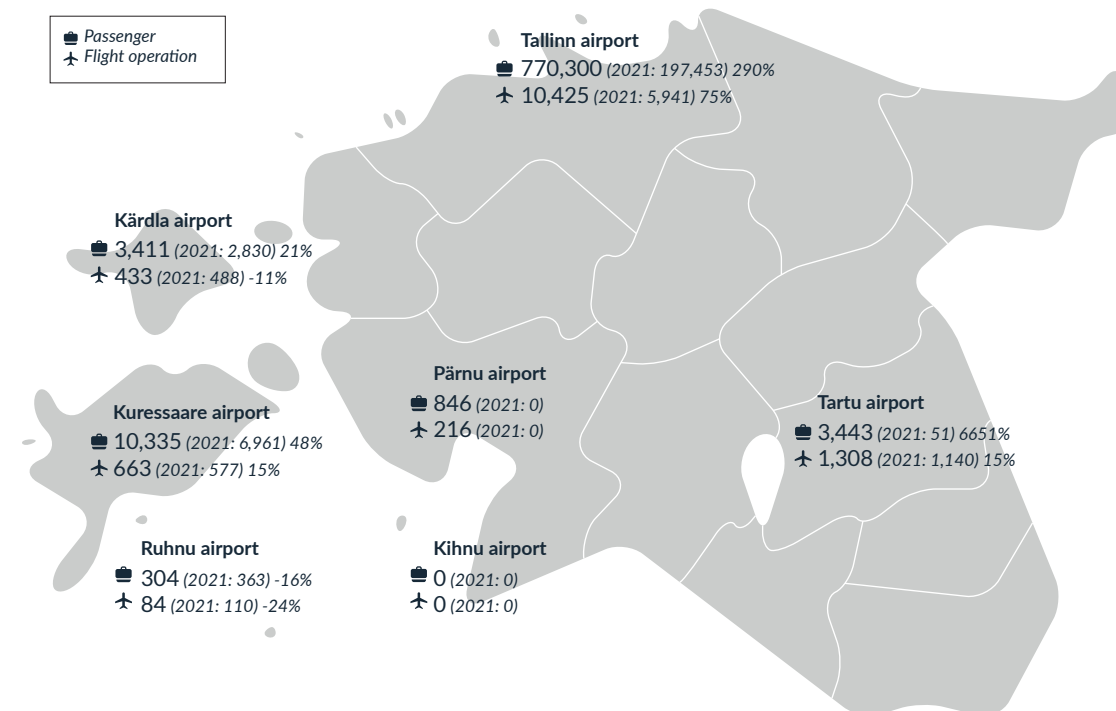 Passenger
Flight operation
Tallinn airport
770,300 (2021: 197,453) 290%
10,425 (2021: 5,941) 75%
Kärdla airport
3,411 (2021: 2,830) 21%
433 (2021: 488) -11%
Pärnu airport
846 (2021: 0)
216 (2021: 0)
Kuressaare airport
10,335 (2021: 6,961) 48%
663 (2021: 577) 15%
Tartu airport
3,443 (2021: 51) 6651%
1,308 (2021: 1,140) 15%
Ruhnu airport
304 (2021: 363) -16%
84 (2021: 110) -24%
Kihnu airport
0 (2021: 0)
0 (2021: 0)